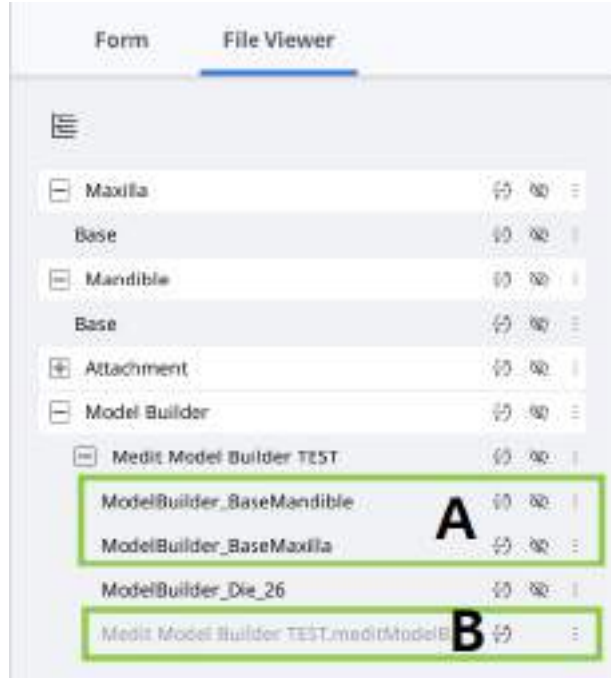 Form File Viewer
Maxilla
Base
Mandible
Base
Attachment
Model Builder
Medit Model Builder TEST
ModelBuilder_BaseMandible
A
ModelBuilder_BaseMaxilla
ModelBuilder_Die_26
Medit Model Builder TEST.meditModelB
B